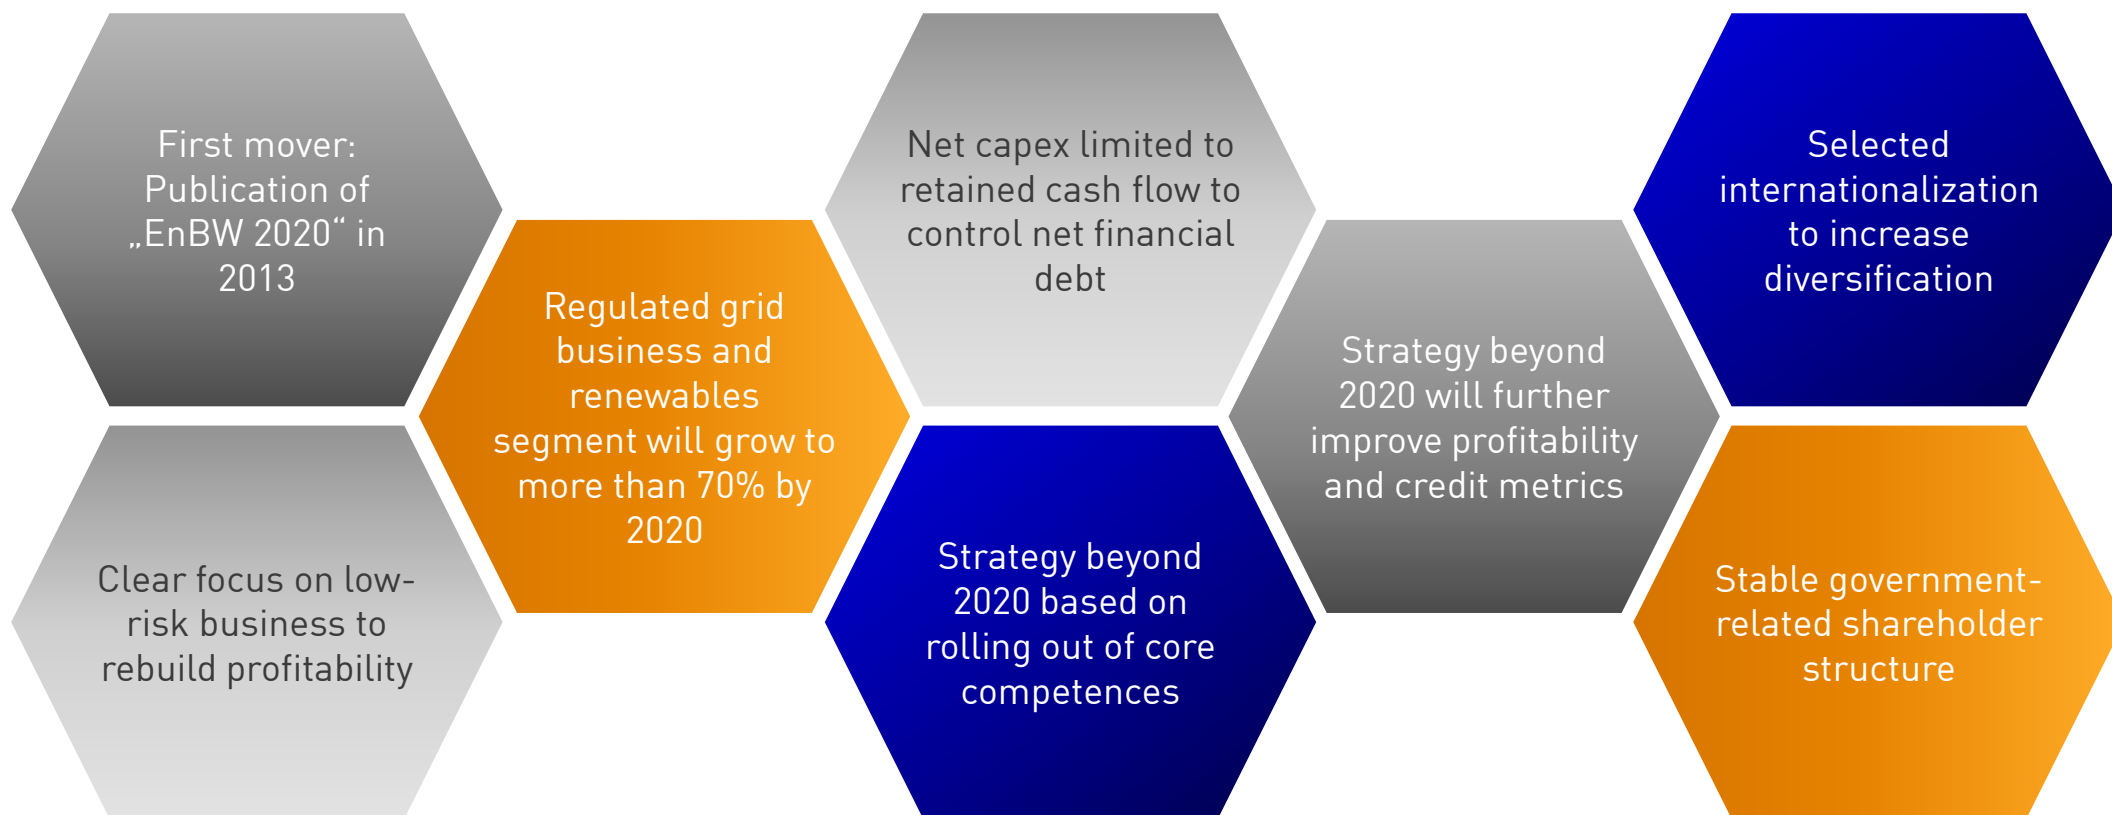 First mover:
Publication of
„EnBW 2020“ in
2013
Clear focus on low-
risk business to
rebuild profitability
Regulated grid
business and
renewables
segment will grow to
more than 70% by
2020
Net capex limited to
retained cash flow to
control net financial
debt
Strategy beyond
2020 based on
rolling out of core
competences
Strategy beyond
2020 will further
improve profitability
and credit metrics
Selected
internationalization
to increase
diversification
Stable government-
related shareholder
structure